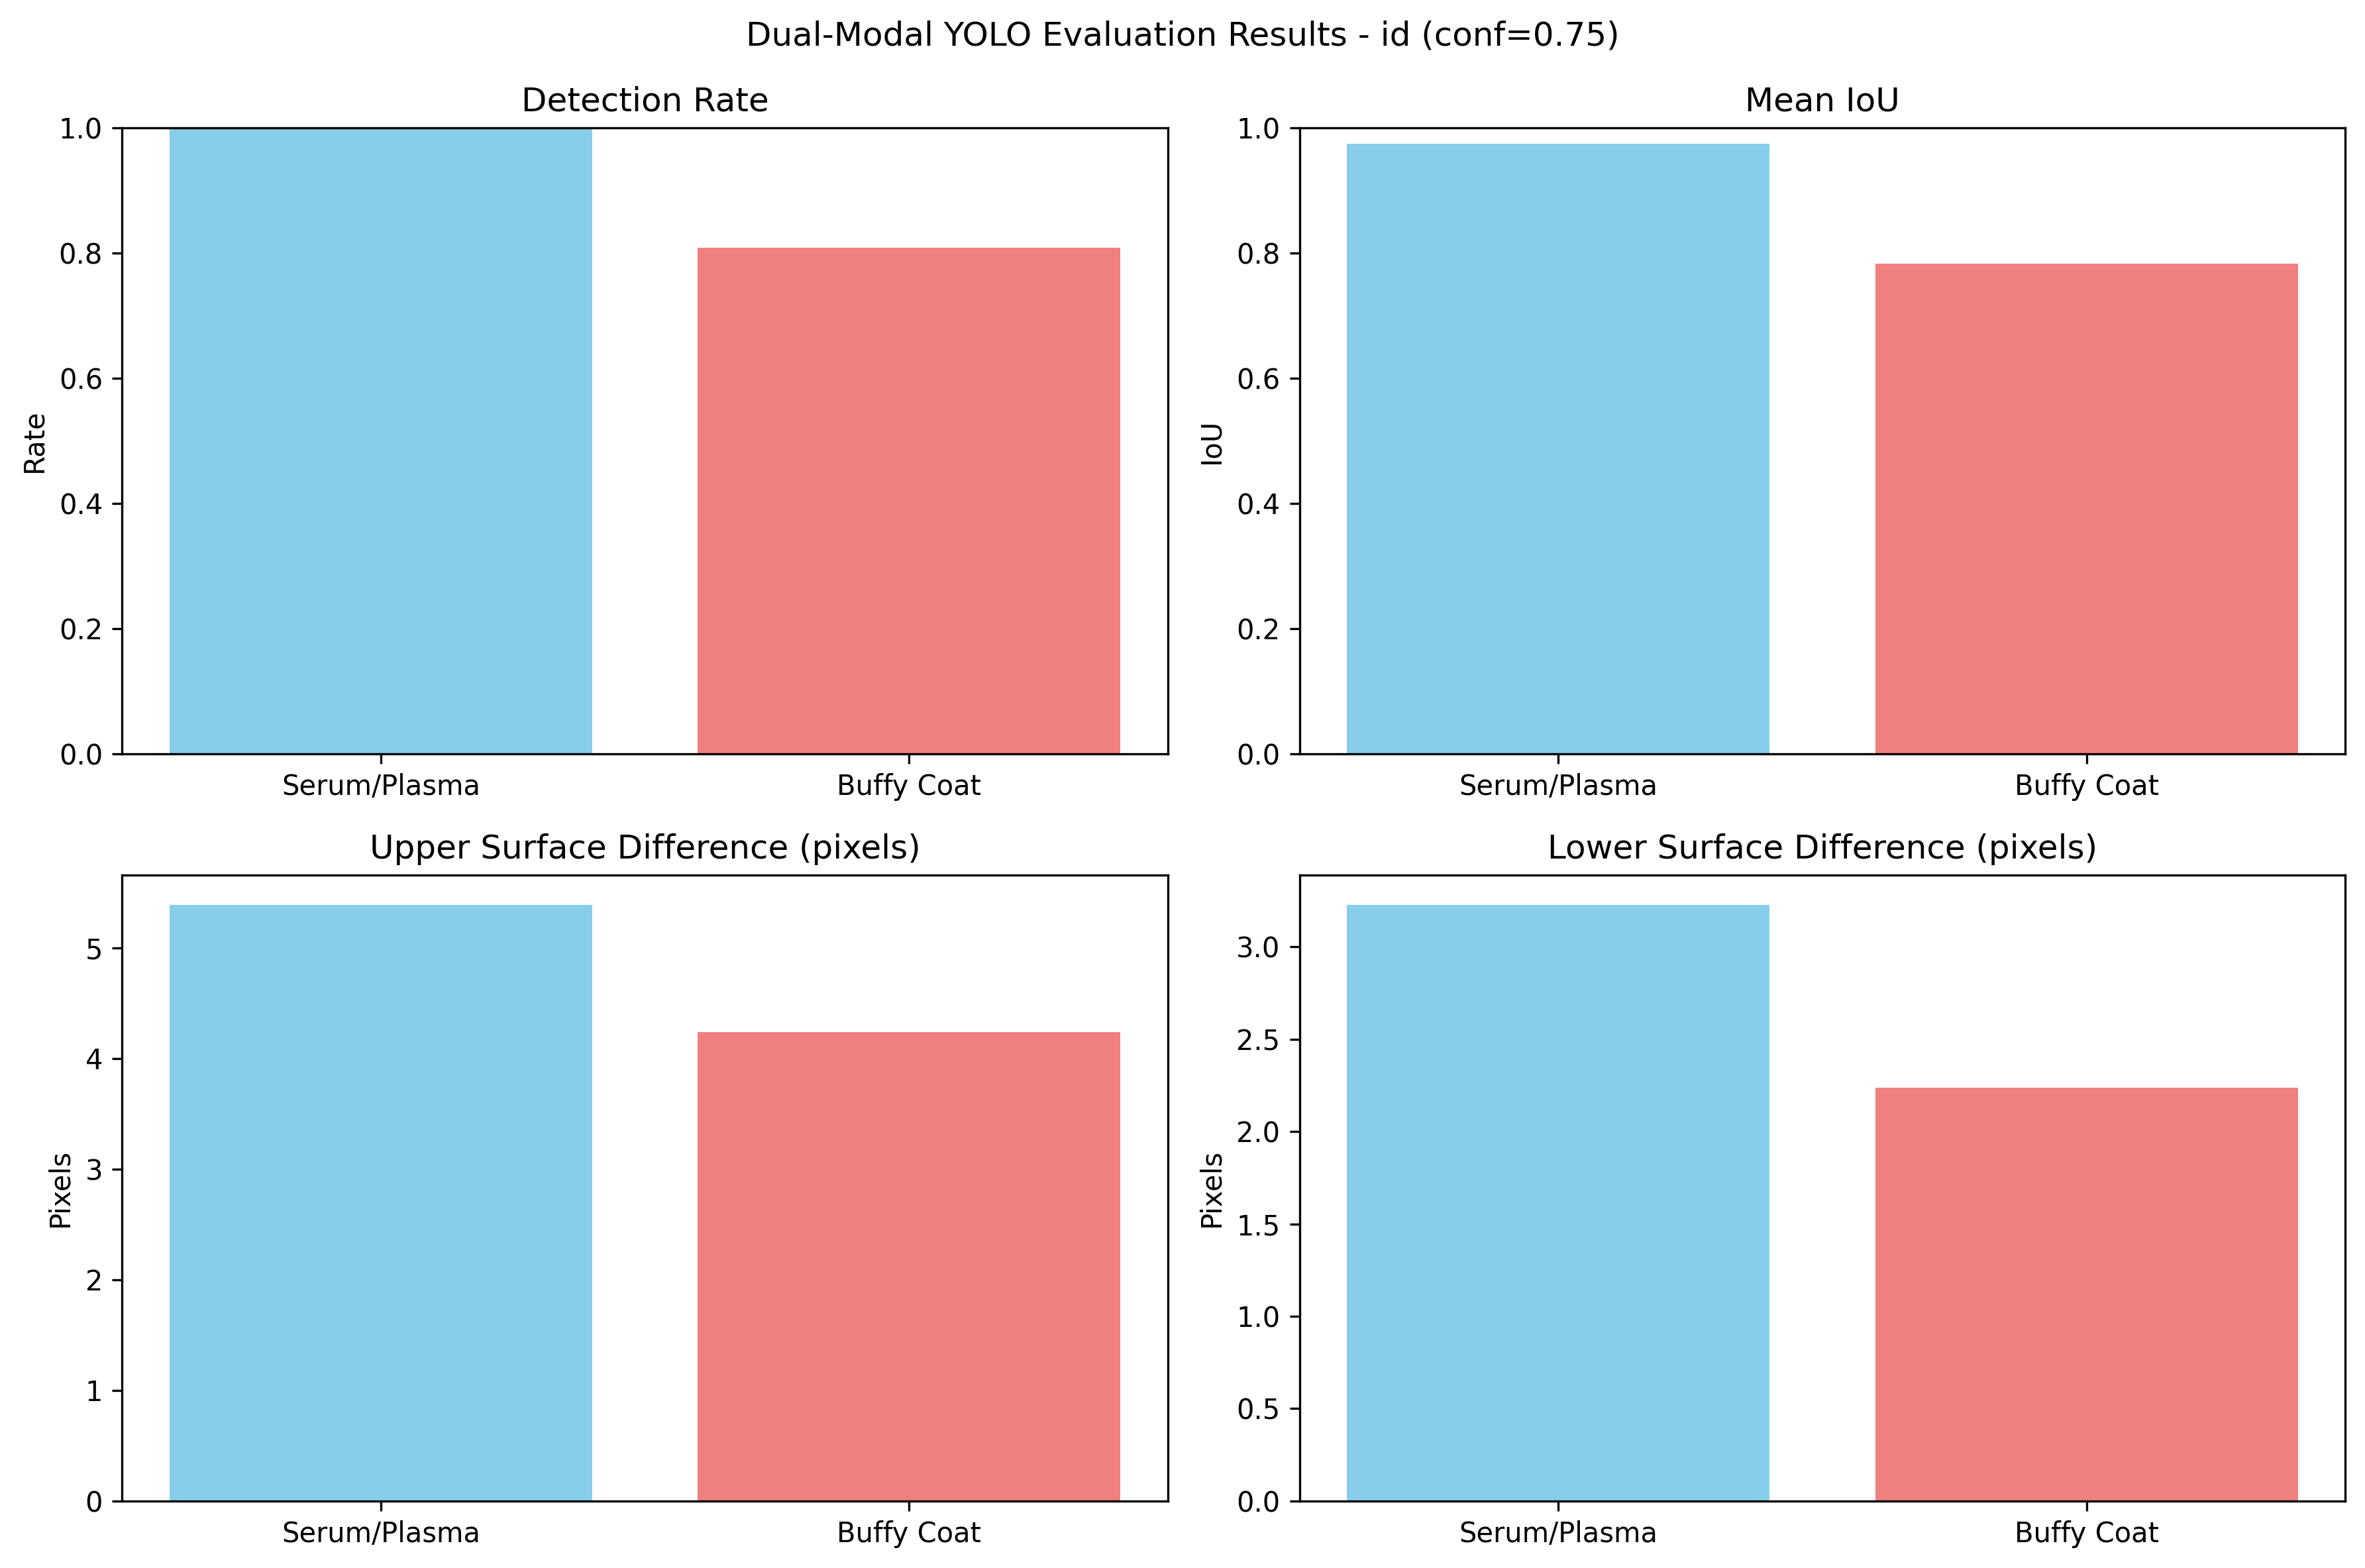 Dual-Modal YOLO Evaluation Results - id (conf=0.75)
Detection Rate
1.0
0.8
0.6
0.4
0.2
0.0
Rate
Serum/Plasma
Buffy Coat
Mean IoU
1.0
0.8
0.6
0.4
0.2
0.0
IoU
Serum/Plasma
Buffy Coat
Upper Surface Difference (pixels)
5
4
3
2
1
0
Pixels
Serum/Plasma
Buffy Coat
Lower Surface Difference (pixels)
3.0
2.5
2.0
1.5
1.0
0.5
0.0
Pixels
Serum/Plasma
Buffy Coat